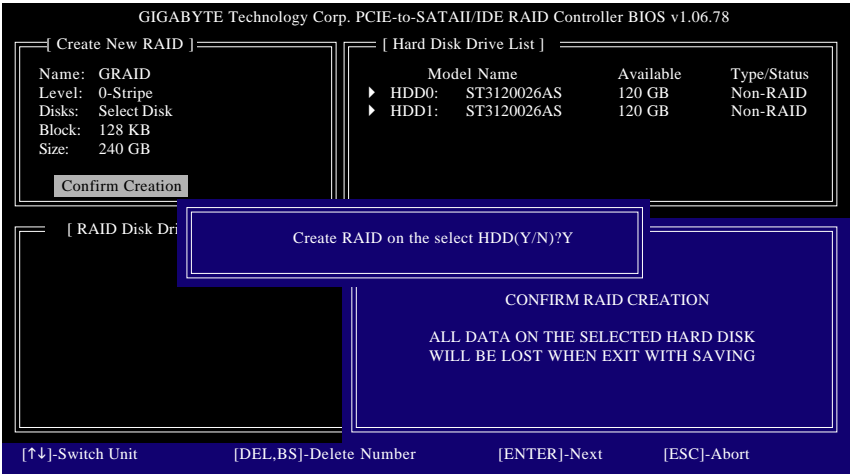 GIGABYTE Technology Corp. PCIE-to-SATAII/IDE RAID Controller BIOS v1.06.78
[ Create New RAID ]
Name: GRAID
Level: 0-Stripe
Disks: Select Disk
Block: 128 KB
Size: 240 GB
Confirm Creation
[ Hard Disk Drive List ]
Model Name Available Type/Status
HDD0: ST3120026AS 120 GB Non-RAID
HDD1: ST3120026AS 120 GB Non-RAID
[ RAID Disk Dri
Create RAID on the select HDD(Y/N)?Y
CONFIRM RAID CREATION
ALL DATA ON THE SELECTED HARD DISK
WILL BE LOST WHEN EXIT WITH SAVING
[↑↓]-Switch Unit [DEL,BS]-Delete Number [ENTER]-Next [ESC]-Abort